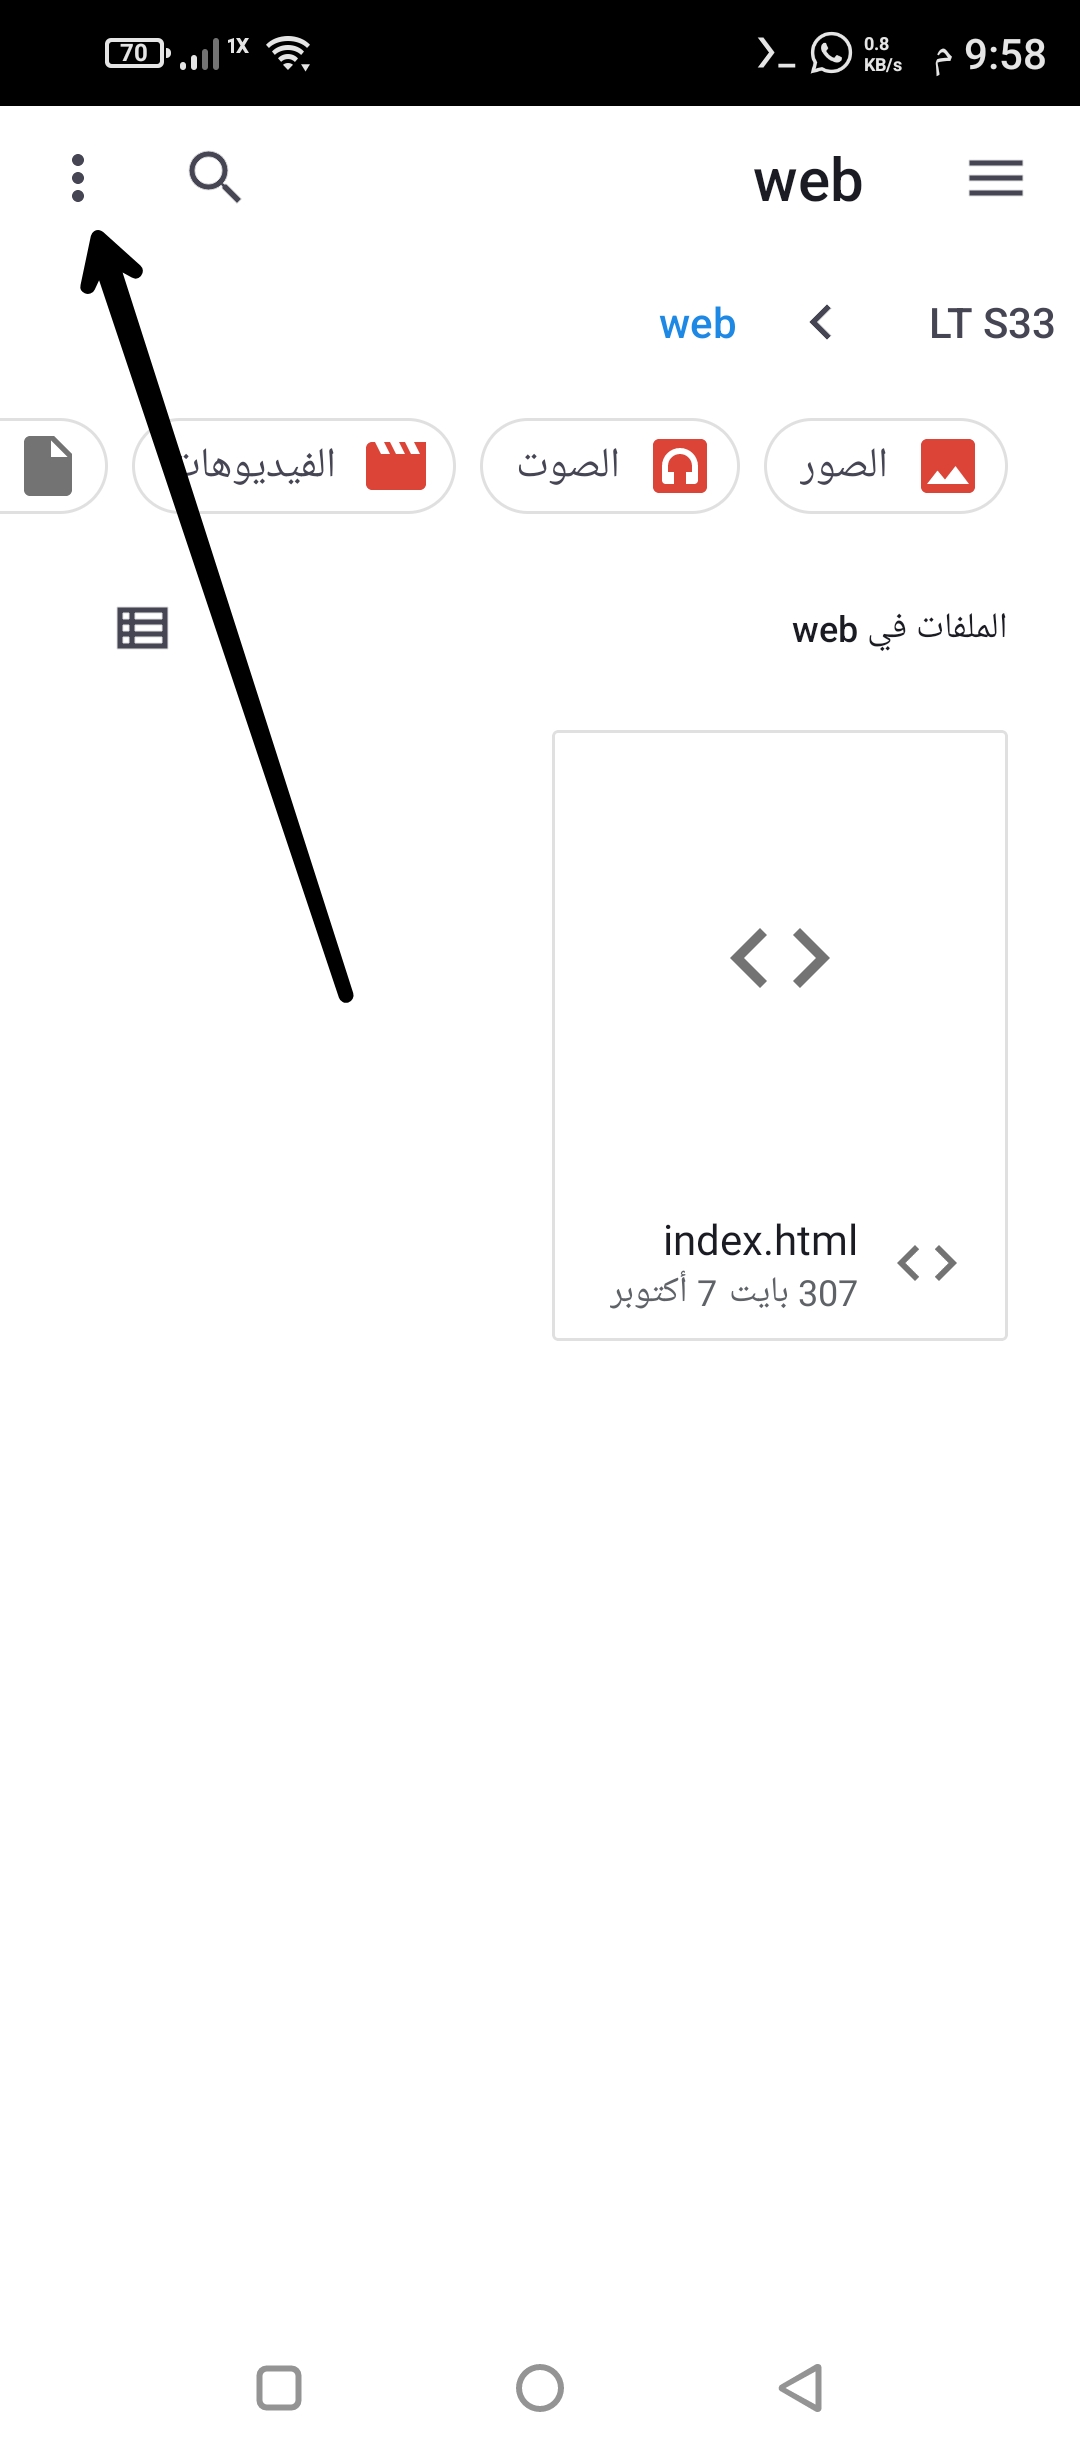 9:58 م
0.8 KB/s
1X
70
web
LT S33
web
الصور
الصوت
الفيديوهات
الملفات في web
index.html
307 بايت 7 أكتوبر